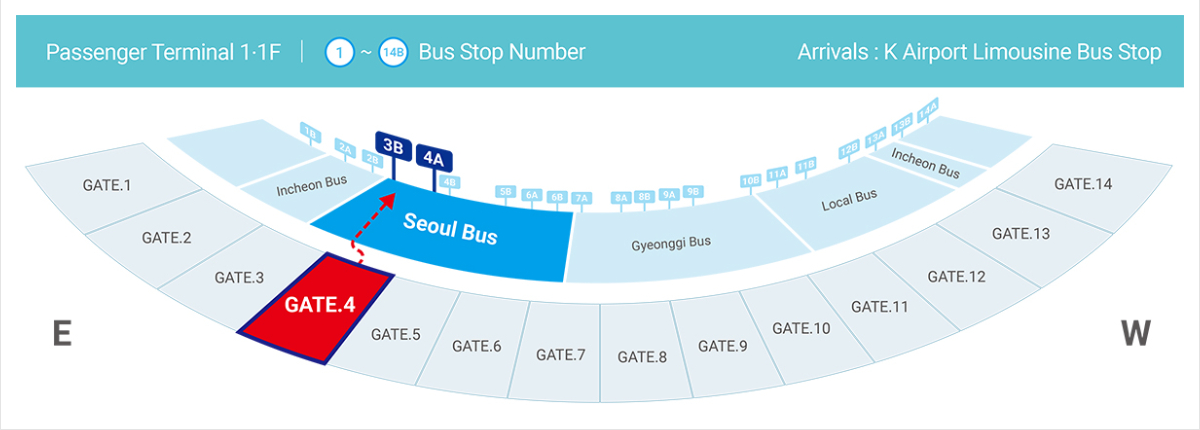 Passenger Terminal 1·1F | 1 ~ 14B Bus Stop Number
Arrivals : K Airport Limousine Bus Stop
1B
2A
2B
3B
4A
4B
5B
6A
6B
7A
8A
8B
9A
9B
10B
11A
11B
12B
13A
13B
14A
Incheon Bus
Seoul Bus
Gyeonggi Bus
Local Bus
Incheon Bus
GATE.1
GATE.2
GATE.3
GATE.4
GATE.5
GATE.6
GATE.7
GATE.8
GATE.9
GATE.10
GATE.11
GATE.12
GATE.13
GATE.14
E
W